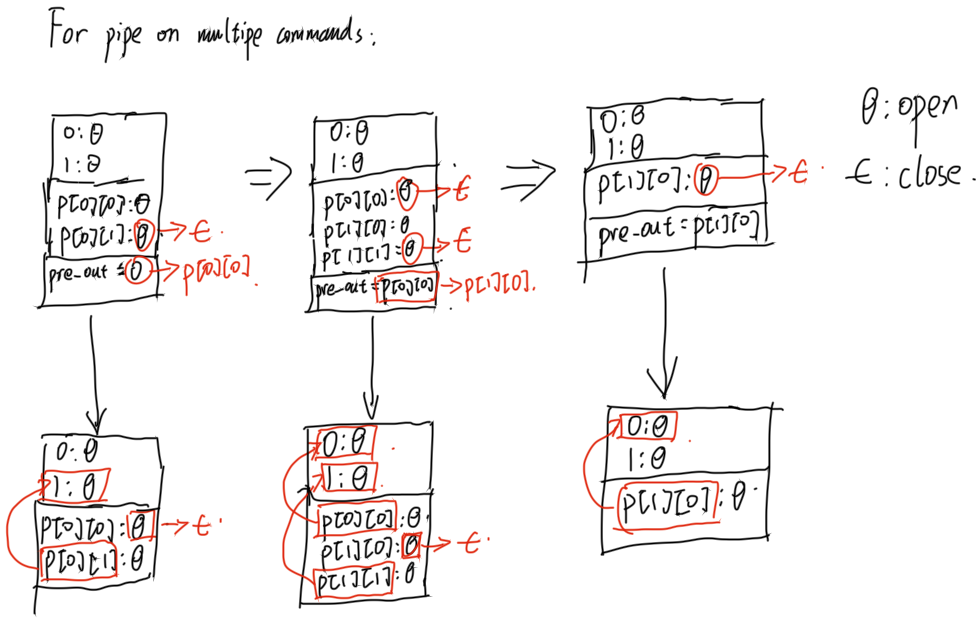 For pipe on multipe commands:
0:θ
1:θ
p[0][0]:θ
p[0][1]:θ → ϵ.
pre-out = 0 → p[0][0].
⇒
0:θ
1:θ
p[0][0]:θ → ϵ
p[1][0]:θ
p[1][1]:θ → ϵ
pre-out = p[0][0] → p[1][0].
⇒
0:θ
1:θ
p[1][0]:θ → ϵ.
pre-out = p[1][0]
θ:open
ϵ:close.
0:θ
1:θ
p[0][0]:θ → ϵ.
p[0][1]:θ
0:θ
1:θ
p[0][0]:θ
p[1][0]:θ → ϵ.
p[1][1]:θ
0:θ
1:θ
p[1][0]:θ